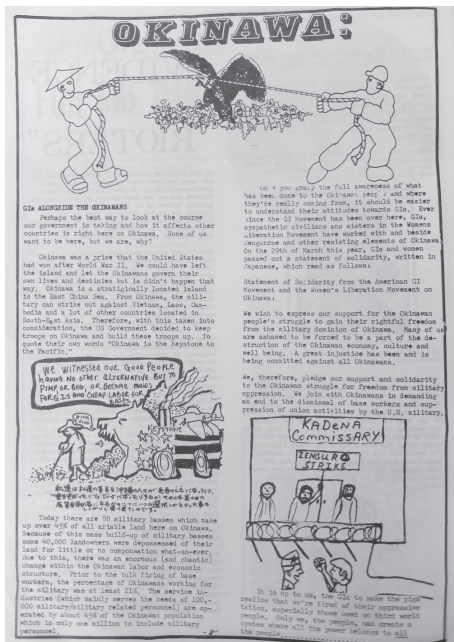 OKINAWA:
GIs ALONGSIDE THE OKINAWANS
Perhaps the best way to look at the course
our government is taking and how it affects other
countries is right here on Okinawa. None of us
want to be here, but we are, why?
Okinawa was a prize that the United States
had won after World War II. We could have left
the island and let the Okinawans govern their
own lives and destinies but is didn't happen that
way. Okinawa is a stratigicly located island
is the East China Sea. From Okinawa, the mil-
tary can strike out against Vietnam, Laos, Cam-
bodia and a lot of other countries located in
South-East Asia. Therefore, with this taken into
consideration, the US Government decided to keep
troops on Okinawa and build these troops up. To
quote their own words "Okinawa is the Keystone to
the Pacific."
WE WITNESSED OUR GOOD PEOPLE
HAVING NO OTHER ALTERNATIVE BUT TO
PIMP OR BEG, OR BECOME MAIDS
FOR GIs AND CHEAP LABOR FOR
BASES
KEYSTONE
Today there are 88 military basses which take
up over 45% of all ariable land here on Okinawa.
Because of this mass build-up of military basses
some 40,000 landowners were depossessed of their
land for little or no compensation what-so-ever.
Due to this, there was an enormous (and chaotic)
change within the Okinawan labor and econosic
structure. Prior to the bulk firing of base
workers, the percentage of Okinawans working for
the military was at least 21%. The service in-
dustries (which mainly serves the needs of 100,-
000 military/military related personnel) are op-
erated by about 65% of the Okinawan population
which is only one million to include military
personnel.
you grasp the full awareness of what
has been done to the Okinawan people and where
they're really coming from, it should be easier
to understand their attitudes towards GIs. Ever
since the GI Movement has been over here, GIs,
sympathetic civilians and sisters in the Womens
Liberation Movement have worked with and beside
Zengunroe and other resisting elements of Okinawa
On the 29th of March this year, GIs and women
passed out a statement of solidarity, written in
Japanese, which read as follows:
Statement of Solidarity from the American GI
Movement and the Women's Liberation Movement on
Okinawa:
We wish to express our support for the Okinawan
people's struggle to gain their rightful freedom
from the military dominion of Okinawa. Many of us
are ashamed to be forced to be a part of the de-
struction of the Okinawan economy, culture and
well being. A great injustice has been and is
being committed against all Okinawans.
We, therefore, pledge our support and solidarity
to the Okinawan struggle for freedom from military
oppression. We join with Okinawans in demanding
an end to the dismissal of base workers and sup-
pression of union activities by the U.S. military.
KADENA
COMMISSARY
STRIKE
It is up to us, the GIs to make the pigs
realize that we're tired of their oppressive
tatics, especially those used on third world
people. Only we, the people, can create a
system where all the power belongs to all
the people.